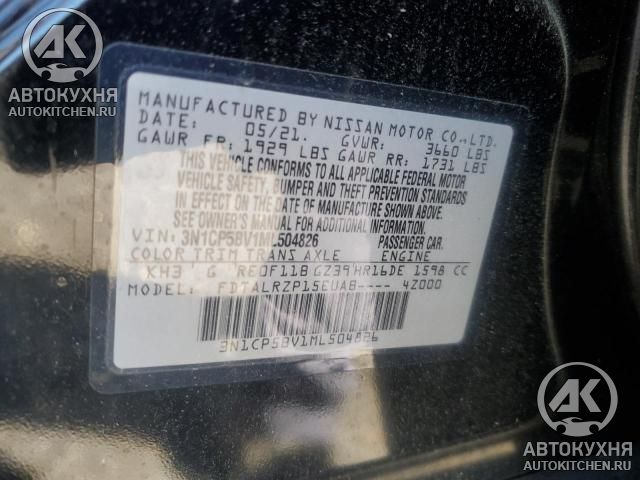 AK
АВТОКУХНЯ
AUTOKITCHEN.RU
MANUFACTURED BY NISSAN MOTOR CO.,LTD.
DATE: 05/21. GVWR: 3660 LBS
GAWR FR: 1929 LBS GAWR RR: 1731 LBS
THIS VEHICLE CONFORMS TO ALL APPLICABLE FEDERAL MOTOR
VEHICLE SAFETY, BUMPER AND THEFT PREVENTION STANDARDS
IN EFFECT ON THE DATE OF MANUFACTURE SHOWN ABOVE.
SEE OWNER'S MANUAL FOR ADDITIONAL INFORMATION.
VIN: 3N1CP5BV1ML504826 PASSENGER CAR.
COLOR TRIM TRANS AXLE ENGINE
KH3 G RE0F11B GZ39 HR16DE 1598 CC
MODEL: FDTALRZP15EUAB---- 4Z000
3N1CP5BV1ML504826
AK
АВТОКУХНЯ
AUTOKITCHEN.RU